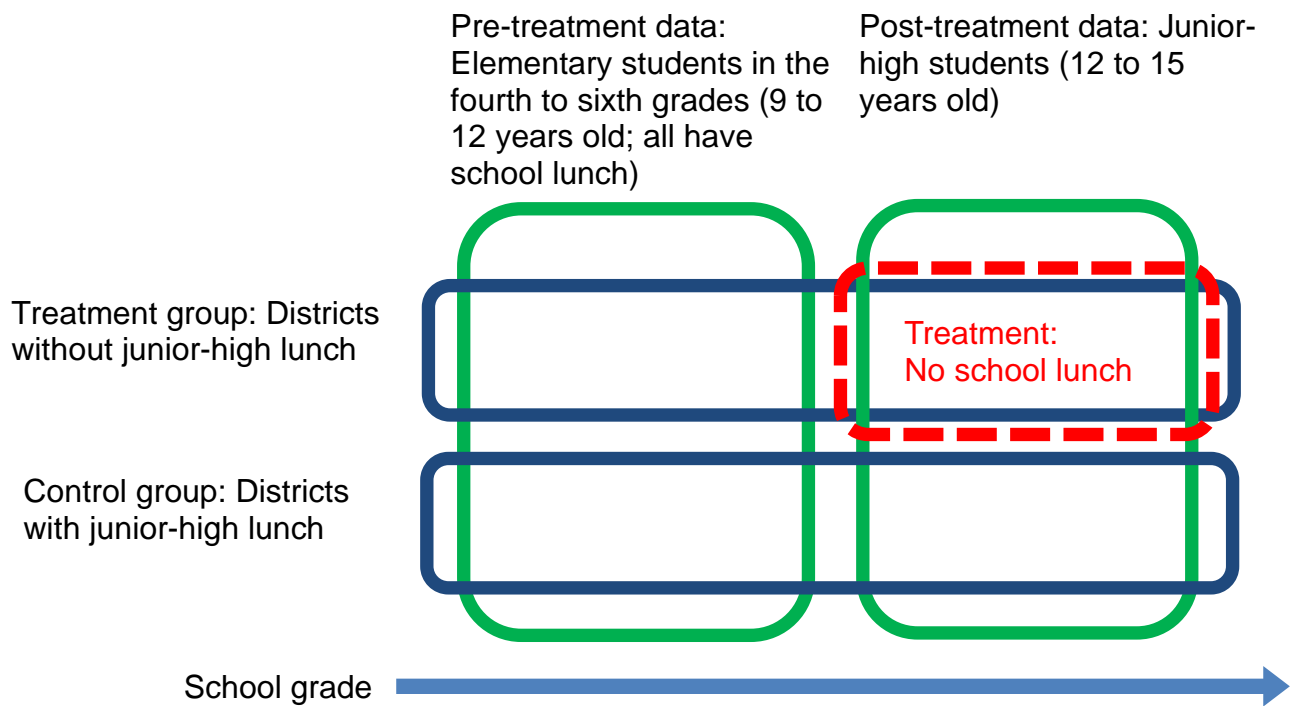 Pre-treatment data:
Elementary students in the
fourth to sixth grades (9 to
12 years old; all have
school lunch)
Post-treatment data: Junior-
high students (12 to 15
years old)
Treatment group: Districts
without junior-high lunch
Treatment:
No school lunch
Control group: Districts
with junior-high lunch
School grade